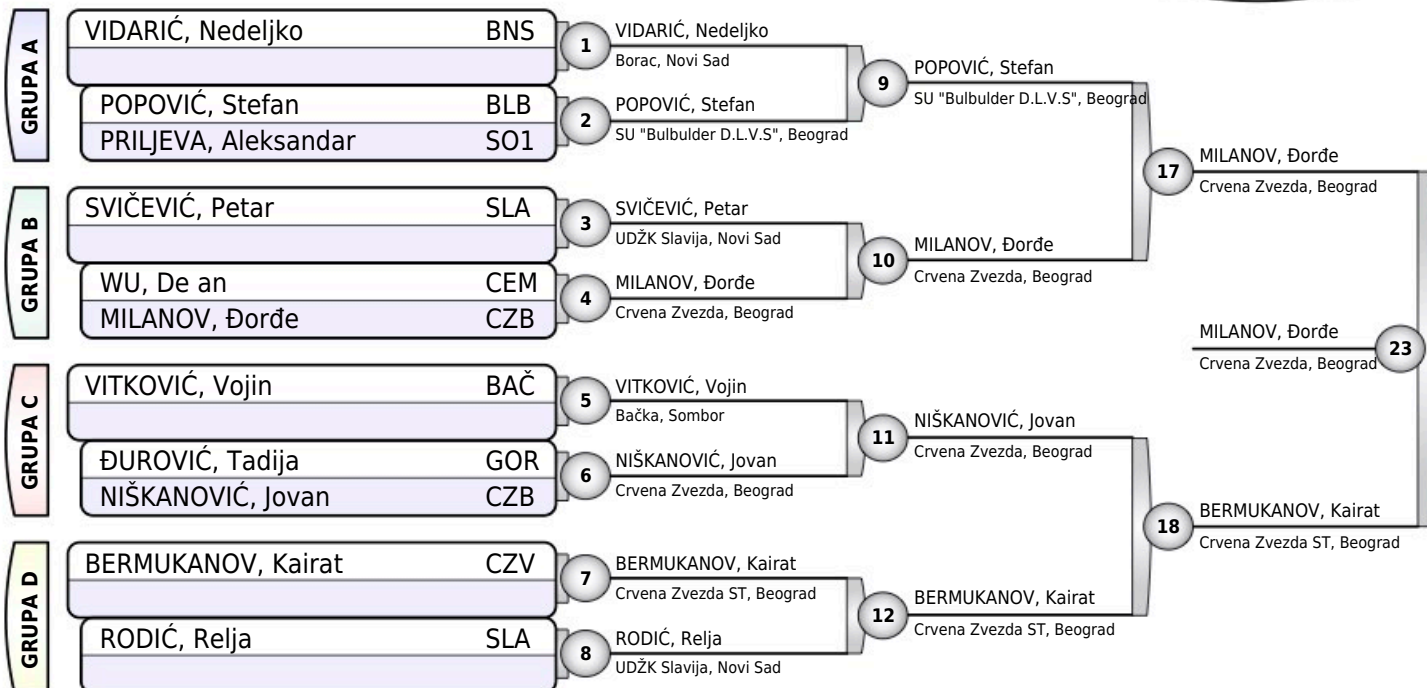 GRUPA A
VIDARIĆ, Nedeljko BNS
POPOVIĆ, Stefan BLB
PRILJEVA, Aleksandar SO1
GRUPA B
SVIČEVIĆ, Petar SLA
WU, De an CEM
MILANOV, Đorđe CZB
GRUPA C
VITKOVIĆ, Vojin BAČ
ĐUROVIĆ, Tadija GOR
NIŠKANOVIĆ, Jovan CZB
GRUPA D
BERMUKANOV, Kairat CZV
RODIĆ, Relja SLA
1
VIDARIĆ, Nedeljko
Borac, Novi Sad
2
POPOVIĆ, Stefan
SU "Bulbulder D.L.V.S", Beograd
3
SVIČEVIĆ, Petar
UDŽK Slavija, Novi Sad
4
MILANOV, Đorđe
Crvena Zvezda, Beograd
5
VITKOVIĆ, Vojin
Bačka, Sombor
6
NIŠKANOVIĆ, Jovan
Crvena Zvezda, Beograd
7
BERMUKANOV, Kairat
Crvena Zvezda ST, Beograd
8
RODIĆ, Relja
UDŽK Slavija, Novi Sad
9
POPOVIĆ, Stefan
SU "Bulbulder D.L.V.S", Beograd
10
MILANOV, Đorđe
Crvena Zvezda, Beograd
11
NIŠKANOVIĆ, Jovan
Crvena Zvezda, Beograd
12
BERMUKANOV, Kairat
Crvena Zvezda ST, Beograd
17
MILANOV, Đorđe
Crvena Zvezda, Beograd
18
BERMUKANOV, Kairat
Crvena Zvezda ST, Beograd
MILANOV, Đorđe
Crvena Zvezda, Beograd
23